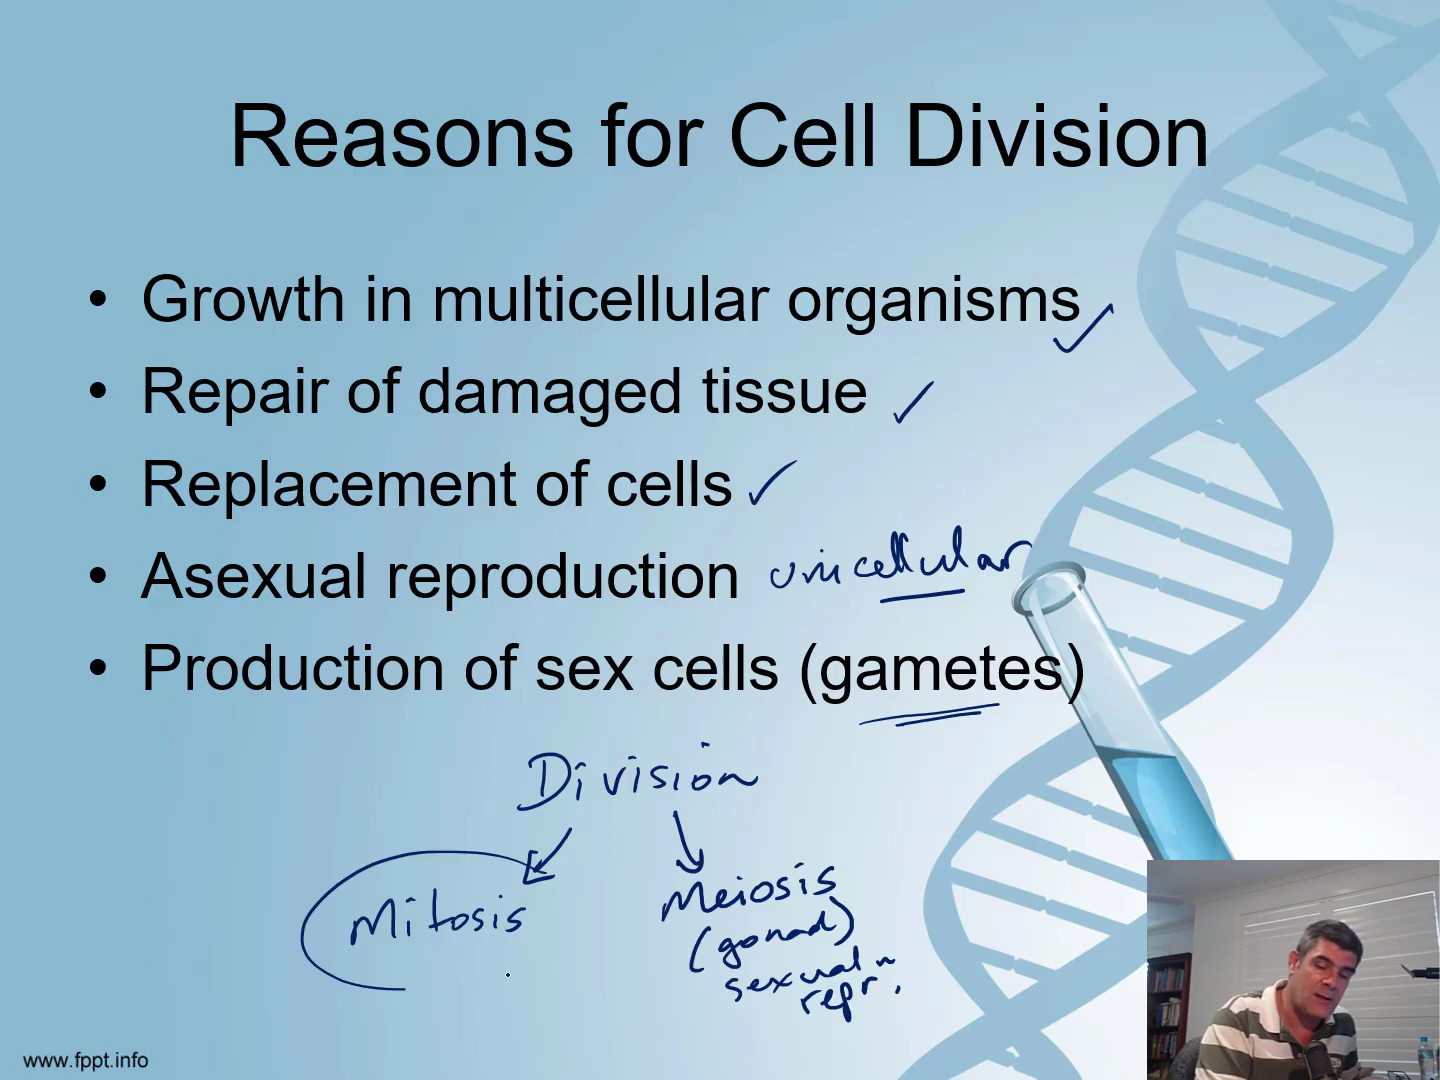 Reasons for Cell Division
• Growth in multicellular organisms
• Repair of damaged tissue
• Replacement of cells
• Asexual reproduction unicellular
• Production of sex cells (gametes)
Division
Mitosis Meiosis
(gonad)
sexual
repr.
www.fppt.info